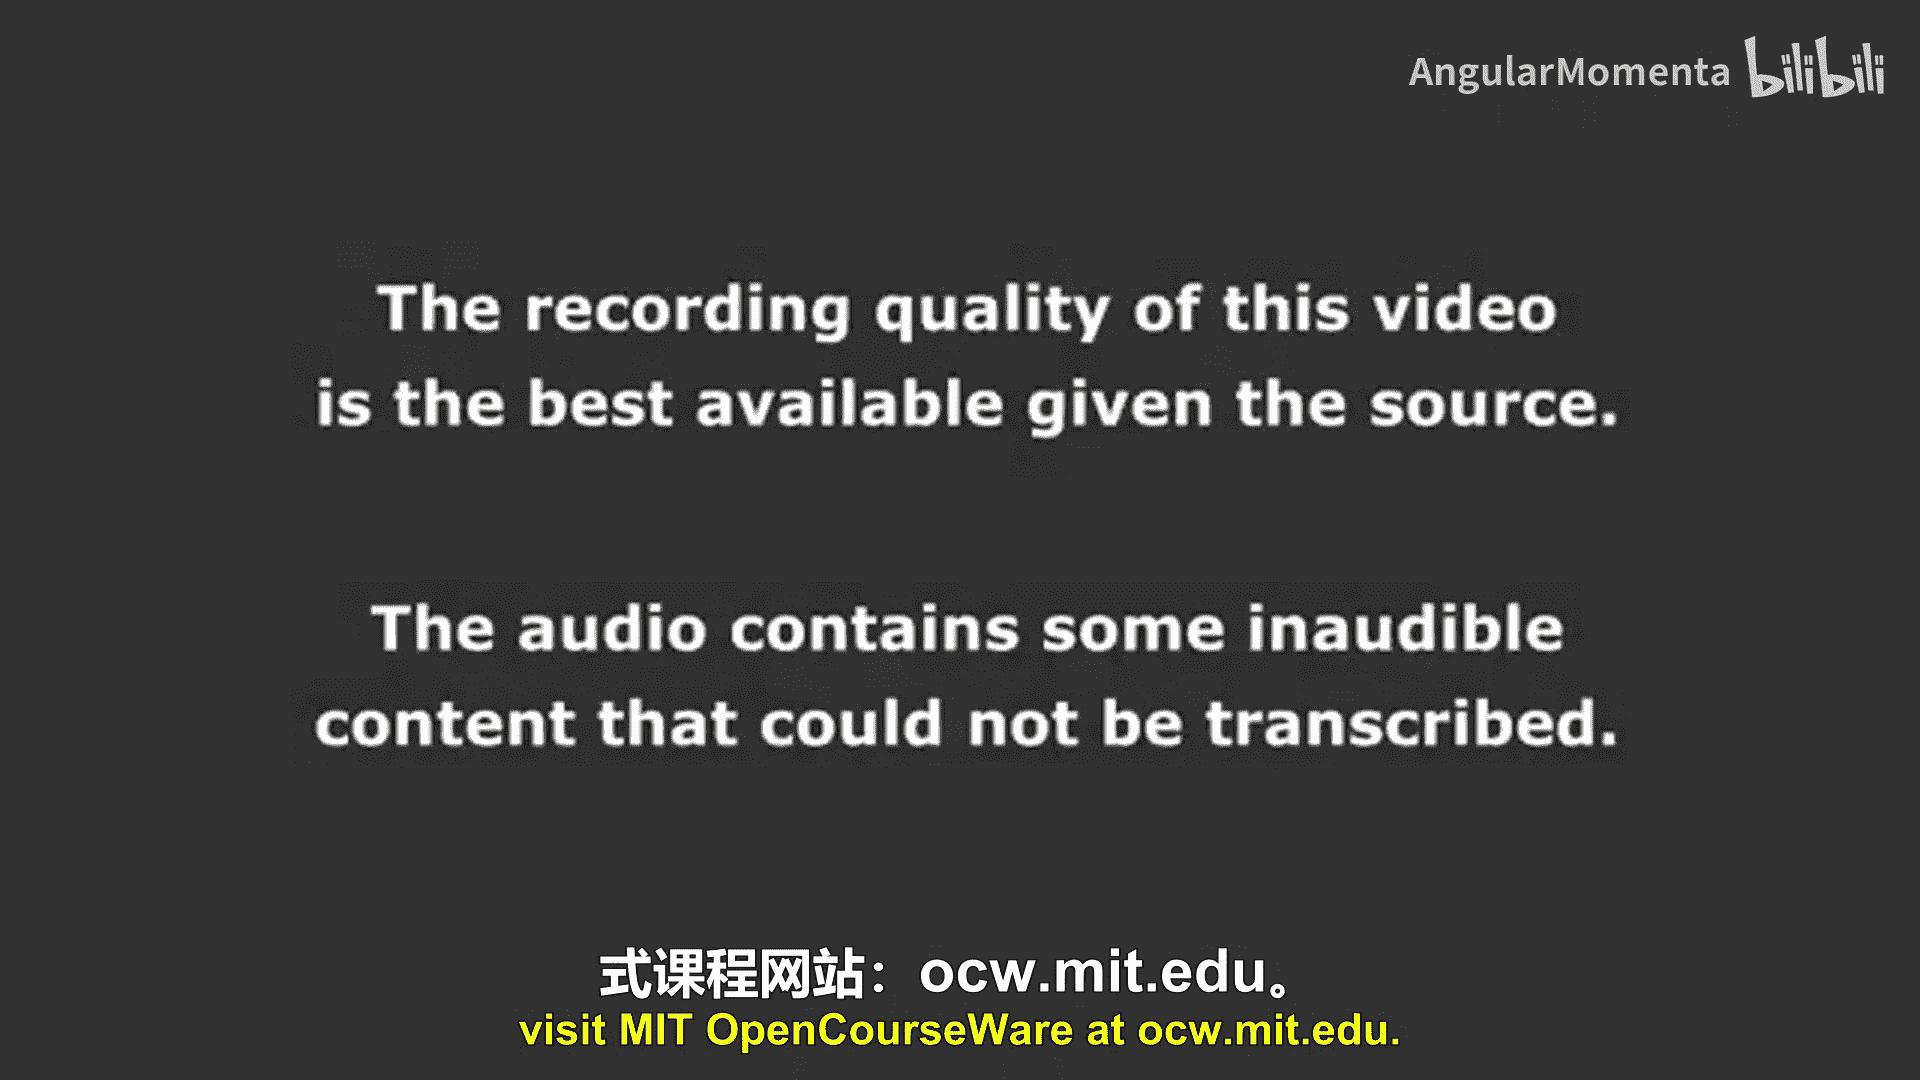 AngularMomenta bilibili
The recording quality of this video
is the best available given the source.
The audio contains some inaudible
content that could not be transcribed.
式课程网站：ocw.mit.edu。
visit MIT OpenCourseWare at ocw.mit.edu.